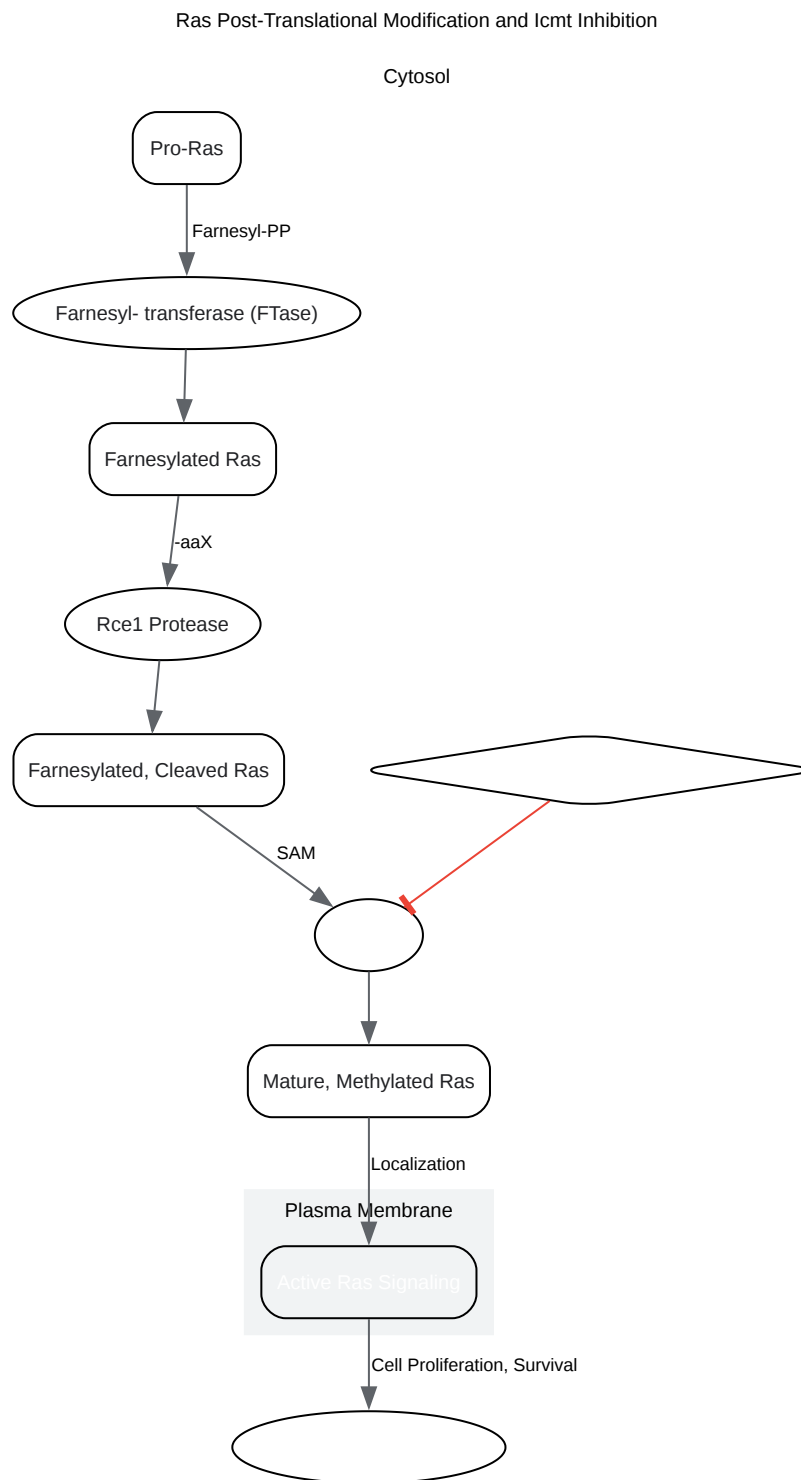 Ras Post-Translational Modification and Icmt Inhibition
Cytosol
Pro-Ras
Farnesyl-PP
Farnesyl- transferase (FTase)
Farnesylated Ras
-aaX
Rce1 Protease
Farnesylated, Cleaved Ras
SAM
Mature, Methylated Ras
Localization
Plasma Membrane
Active Ras Signaling
Cell Proliferation, Survival